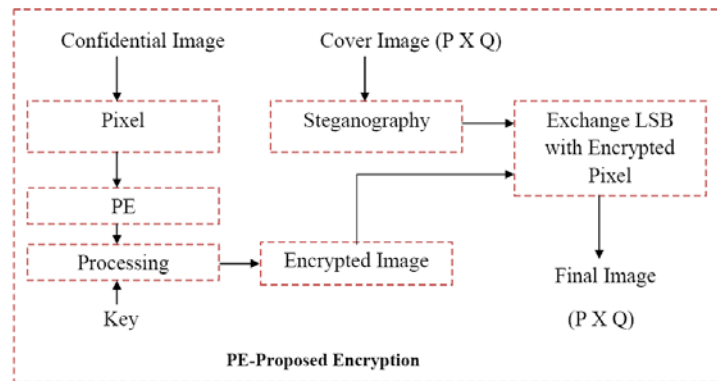 Confidential Image
Cover Image (P X Q)
Pixel
Steganography
Exchange LSB
with Encrypted
Pixel
PE
Processing
Encrypted Image
Final Image
Key
(P X Q)
PE-Proposed Encryption